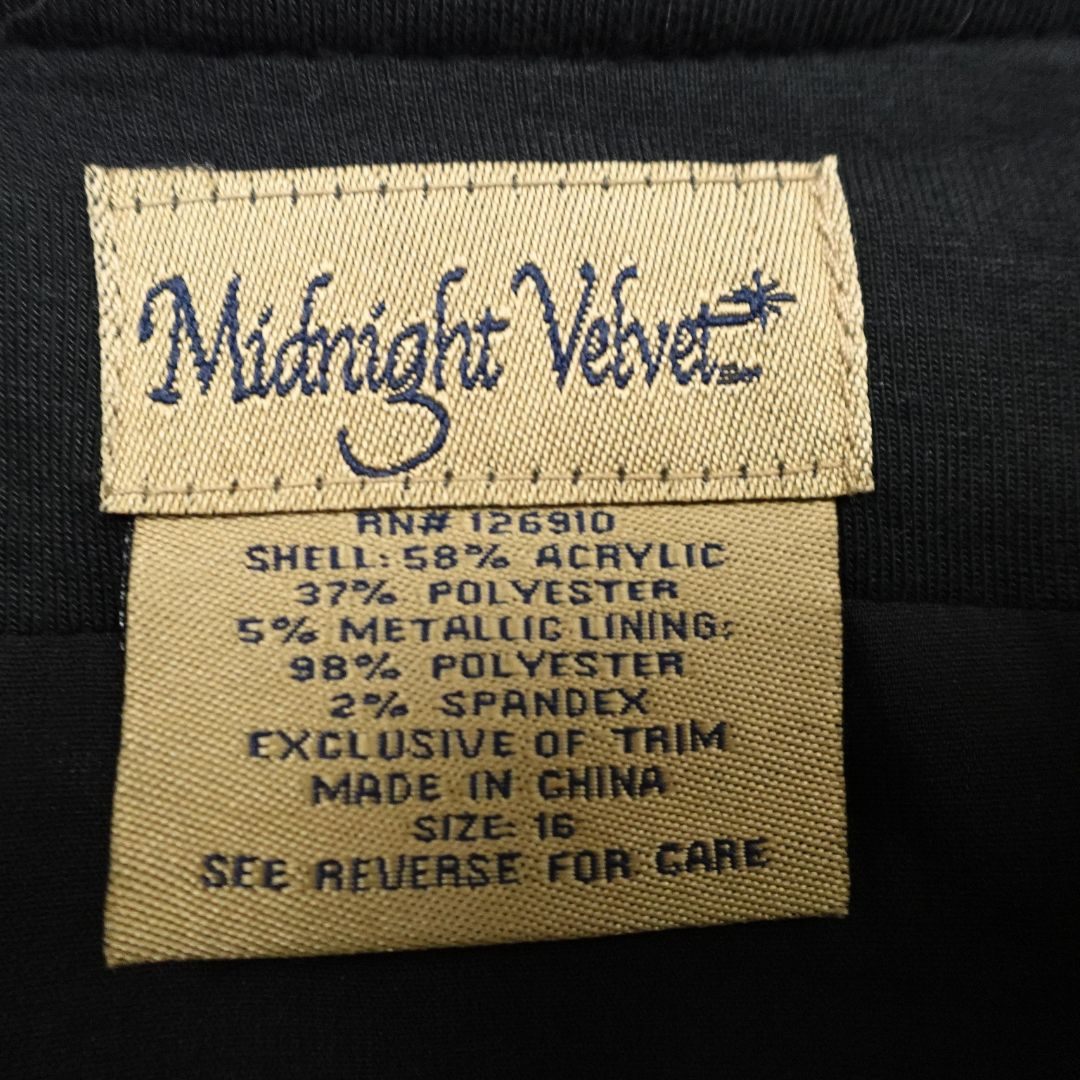 Midnight Velvet
RN# 126910
SHELL: 58% ACRYLIC
37% POLYESTER
5% METALLIC LINING:
98% POLYESTER
2% SPANDEX
EXCLUSIVE OF TRIM
MADE IN CHINA
SIZE: 16
SEE REVERSE FOR CARE